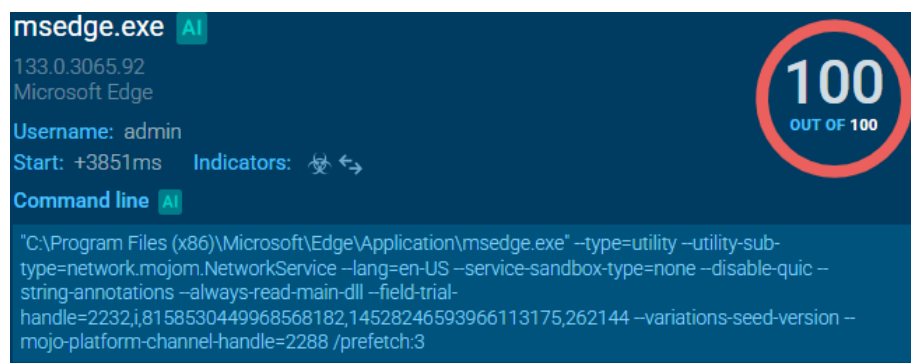 msedge.exe AI
133.0.3065.92
Microsoft Edge
100
OUT OF 100
Username: admin
Start: +3851ms Indicators:
Command line AI
"C:\Program Files (x86)\Microsoft\Edge\Application\msedge.exe" --type=utility --utility-sub-
type=network.mojom.NetworkService --lang=en-US --service-sandbox-type=none --disable-quic --
string-annotations --always-read-main-dll --field-trial-
handle=2232,i,8158530449968568182,14528246593966113175,262144 --variations-seed-version --
mojo-platform-channel-handle=2288 /prefetch:3